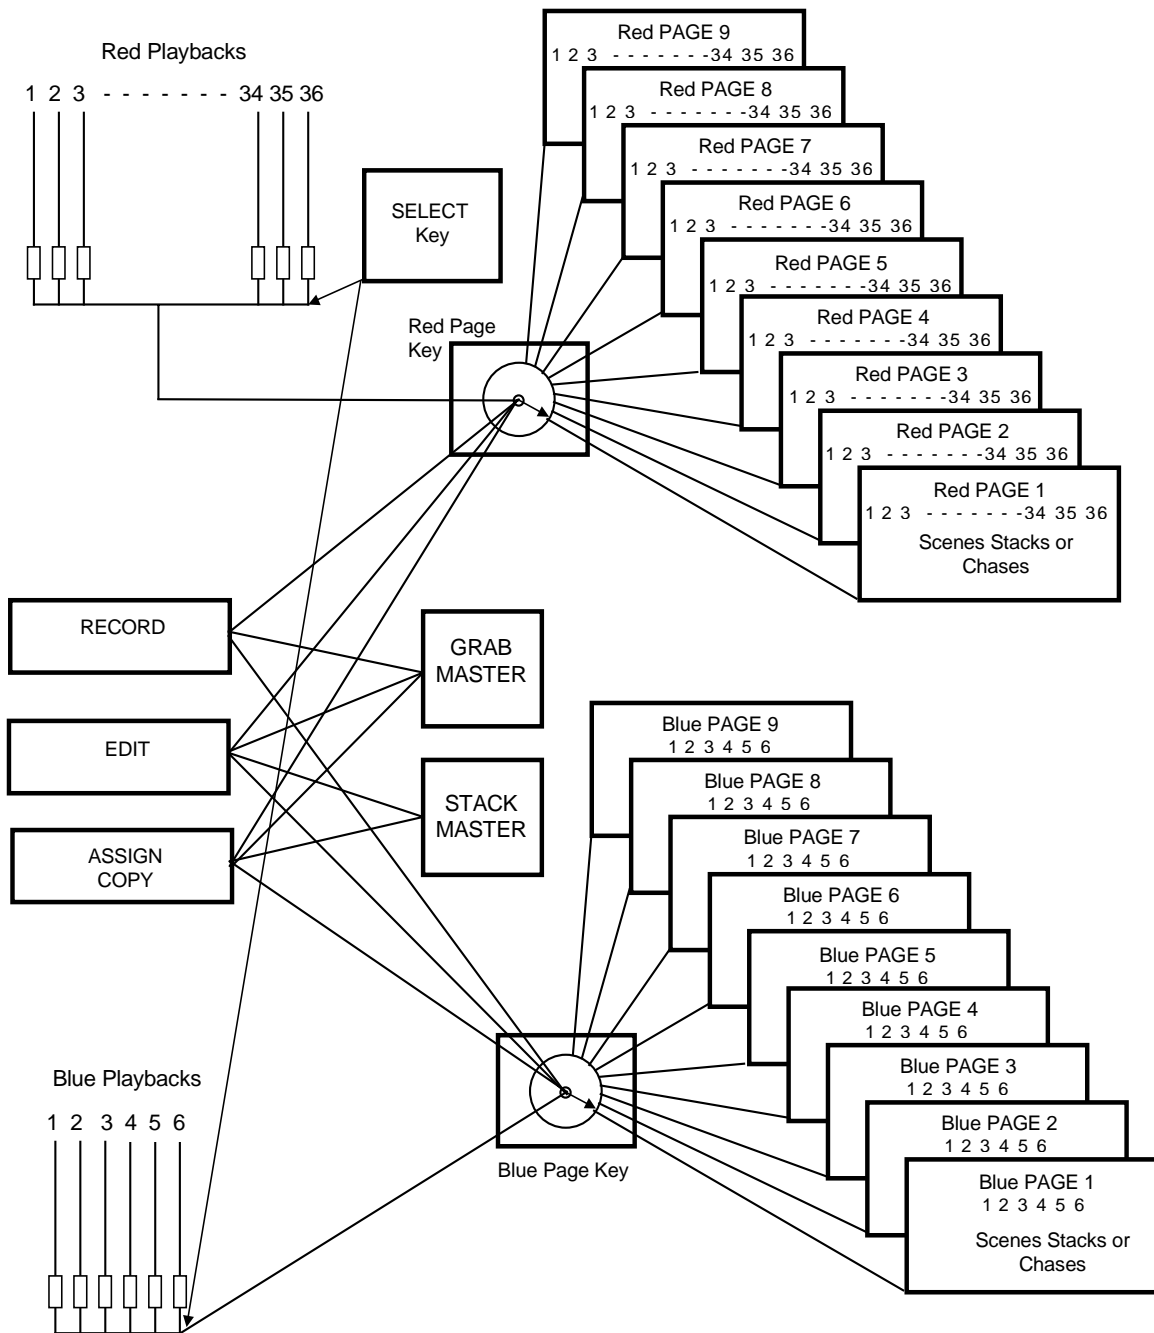 Red Playbacks
1 2 3 - - - - - - - 34 35 36
SELECT
Key
Red PAGE 9
1 2 3 - - - - - - -34 35 36
Red PAGE 8
1 2 3 - - - - - - -34 35 36
Red PAGE 7
1 2 3 - - - - - - -34 35 36
Red PAGE 6
1 2 3 - - - - - - -34 35 36
Red PAGE 5
1 2 3 - - - - - - -34 35 36
Red PAGE 4
1 2 3 - - - - - - -34 35 36
Red PAGE 3
1 2 3 - - - - - - -34 35 36
Red PAGE 2
1 2 3 - - - - - - -34 35 36
Red PAGE 1
1 2 3 - - - - - - -34 35 36
Scenes Stacks or
Chases
Red Page
Key
RECORD
EDIT
ASSIGN
COPY
GRAB
MASTER
STACK
MASTER
Blue PAGE 9
1 2 3 4 5 6
Blue PAGE 8
1 2 3 4 5 6
Blue PAGE 7
1 2 3 4 5 6
Blue PAGE 6
1 2 3 4 5 6
Blue PAGE 5
1 2 3 4 5 6
Blue PAGE 4
1 2 3 4 5 6
Blue PAGE 3
1 2 3 4 5 6
Blue PAGE 2
1 2 3 4 5 6
Blue PAGE 1
1 2 3 4 5 6
Scenes Stacks or
Chases
Blue Page Key
Blue Playbacks
1 2 3 4 5 6